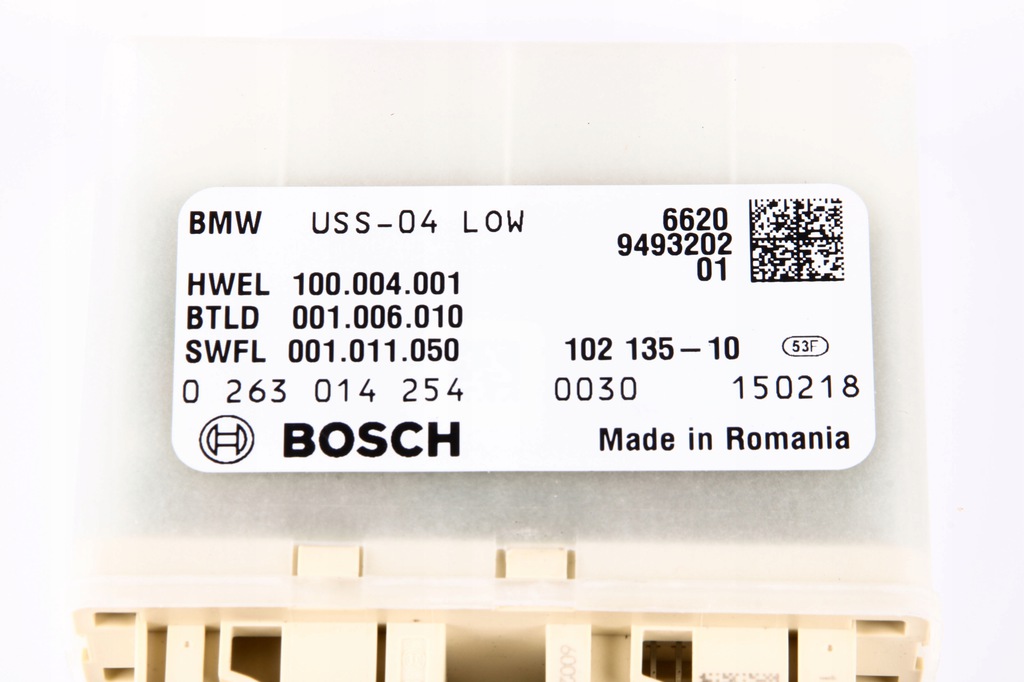 BMW USS-04 LOW 6620
9493202
01
HWEL 100.004.001
BTLD 001.006.010
SWFL 001.011.050 102 135-10 53F
0 263 014 254 0030 150218
BOSCH Made in Romania